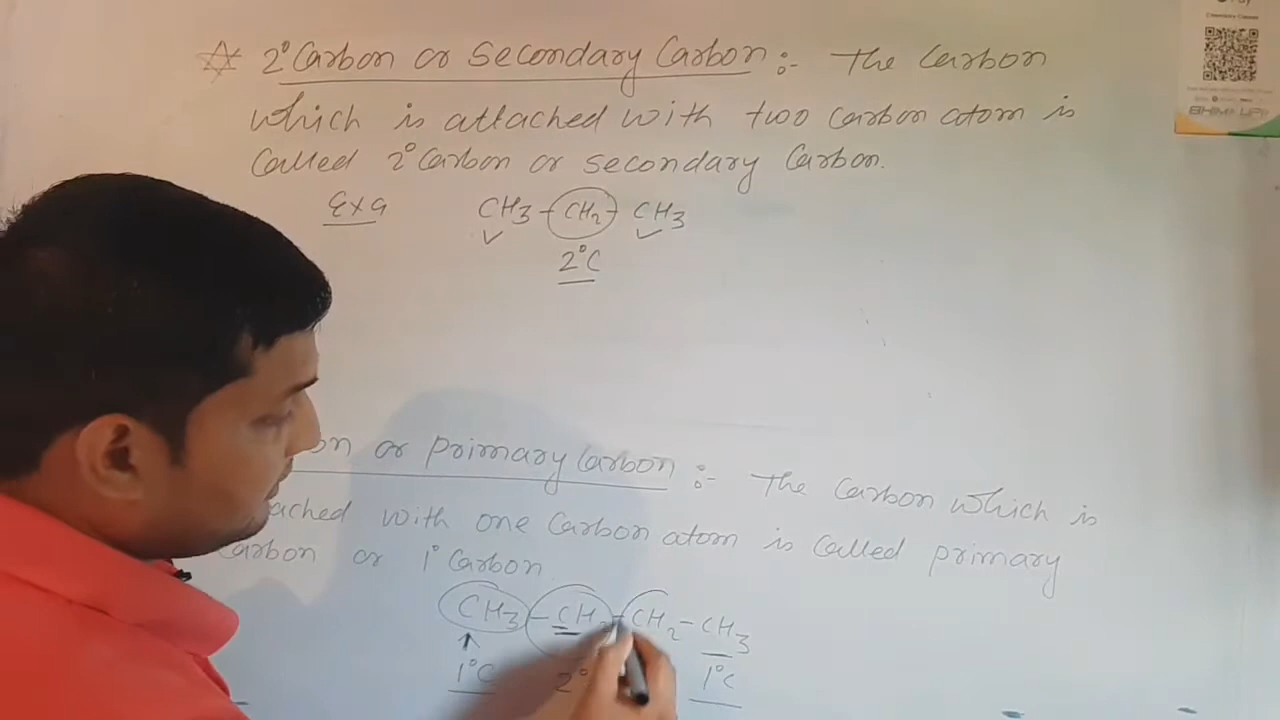 2° Carbon or Secondary Carbon :- The Carbon
which is attached with two Carbon atom is
Called 2° Carbon or secondary Carbon.
Exa CH3 - CH2 - CH3
2°C
or Primary Carbon :- The Carbon which is
with one Carbon atom is Called primary
Carbon or 1° Carbon
CH3 - CH2 - CH2 - CH3
1°C 2° 1°C
BHIM UPI